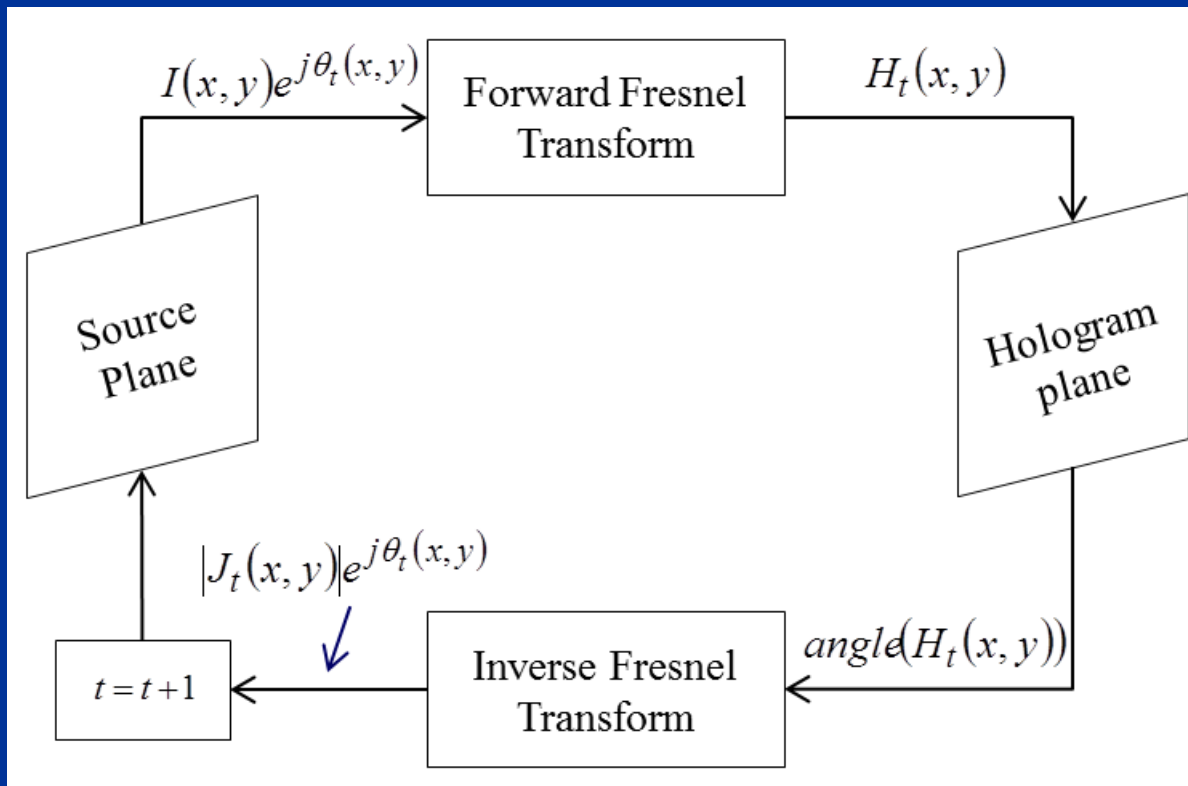 I(x, y)e^{jθ_t(x, y)}
Forward Fresnel
Transform
H_t(x, y)
Source
Plane
Hologram
plane
|J_t(x, y)|e^{jθ_t(x, y)}
t = t + 1
Inverse Fresnel
Transform
angle(H_t(x, y))